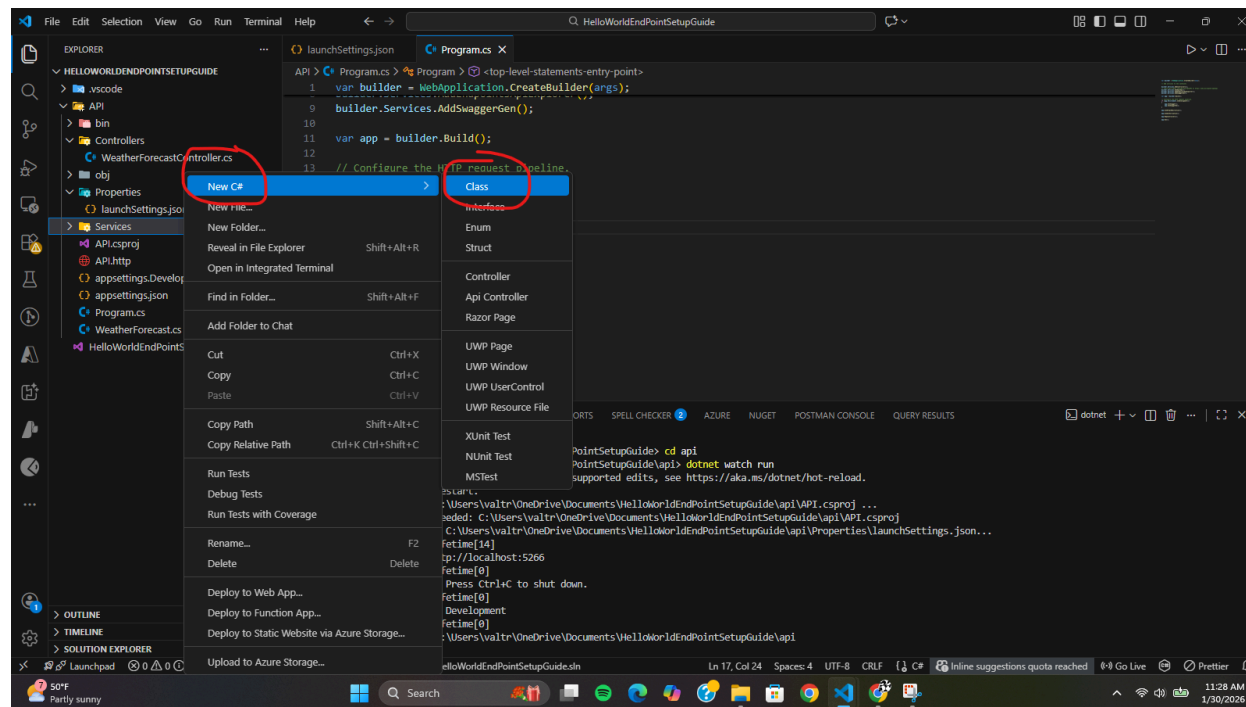 File Edit Selection View Go Run Terminal Help
HelloWorldEndPointSetupGuide
EXPLORER
HELLOWORLDENDPOINTSETUPGUIDE
.vscode
API
bin
Controllers
WeatherForecastController.cs
obj
Properties
launchSettings.jso
Services
API.csproj
API.http
appsettings.Develop
appsettings.json
Program.cs
WeatherForecast.cs
HelloWorldEndPointS
OUTLINE
TIMELINE
SOLUTION EXPLORER
launchSettings.json Program.cs
API > Program.cs > Program > <top-level-statements-entry-point>
1 var builder = WebApplication.CreateBuilder(args);
9 builder.Services.AddSwaggerGen();
10
11 var app = builder.Build();
12
13 // Configure the HTTP request pipeline.
New C#
New File...
New Folder...
Reveal in File Explorer Shift+Alt+R
Open in Integrated Terminal
Find in Folder... Shift+Alt+F
Add Folder to Chat
Cut Ctrl+X
Copy Ctrl+C
Paste Ctrl+V
Copy Path Shift+Alt+C
Copy Relative Path Ctrl+K Ctrl+Shift+C
Run Tests
Debug Tests
Run Tests with Coverage
Rename... F2
Delete Delete
Deploy to Web App...
Deploy to Function App...
Deploy to Static Website via Azure Storage...
Upload to Azure Storage...
Class
Interface
Enum
Struct
Controller
Api Controller
Razor Page
UWP Page
UWP Window
UWP UserControl
UWP Resource File
XUnit Test
NUnit Test
MSTest
ORTS SPELL CHECKER 2 AZURE NUGET POSTMAN CONSOLE QUERY RESULTS
dotnet
PointSetupGuide> cd api
PointSetupGuide\api> dotnet watch run
supported edits, see https://aka.ms/dotnet/hot-reload.
estart.
:\Users\valtr\OneDrive\Documents\HelloWorldEndPointSetupGuide\api\API.csproj ...
eeded: C:\Users\valtr\OneDrive\Documents\HelloWorldEndPointSetupGuide\api\API.csproj
C:\Users\valtr\OneDrive\Documents\HelloWorldEndPointSetupGuide\api\Properties\launchSettings.json...
fetime[14]
tp://localhost:5266
fetime[0]
Press Ctrl+C to shut down.
fetime[0]
Development
fetime[0]
:\Users\valtr\OneDrive\Documents\HelloWorldEndPointSetupGuide\api
1
Launchpad 0 0
elloWorldEndPointSetupGuide.sln
Ln 17, Col 24 Spaces: 4 UTF-8 CRLF C# Inline suggestions quota reached Go Live Prettier
7
50°F
Partly sunny
Search
11:28 AM
1/30/2026